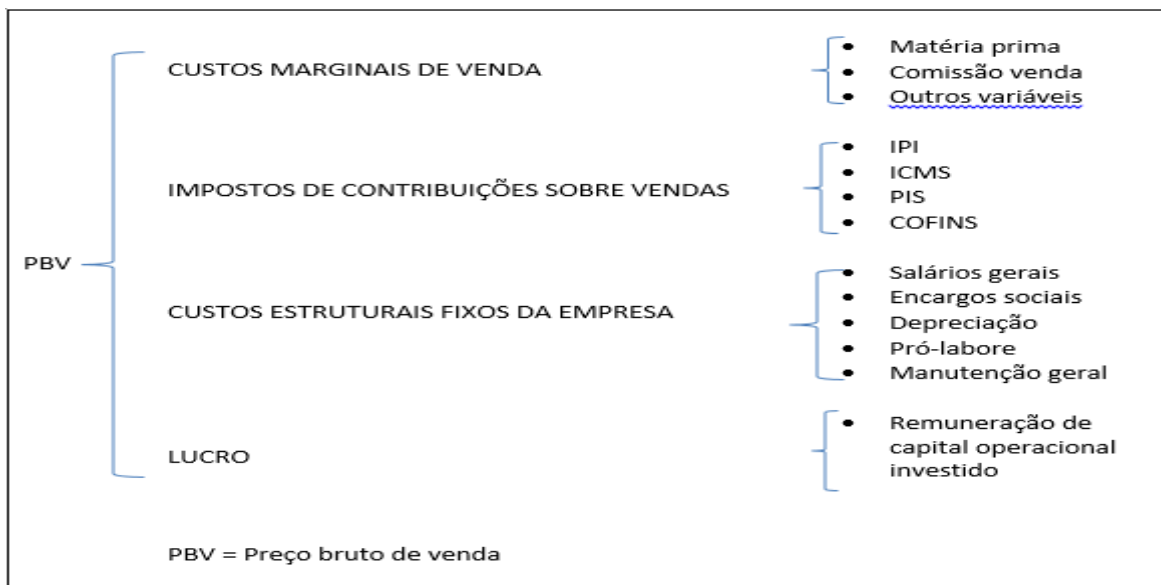 CUSTOS MARGINAIS DE VENDA
• Matéria prima
• Comissão venda
• Outros variáveis
IMPOSTOS DE CONTRIBUIÇÕES SOBRE VENDAS
• IPI
• ICMS
• PIS
• COFINS
PBV
CUSTOS ESTRUTURAIS FIXOS DA EMPRESA
• Salários gerais
• Encargos sociais
• Depreciação
• Pró-labore
• Manutenção geral
LUCRO
• Remuneração de
capital operacional
investido
PBV = Preço bruto de venda